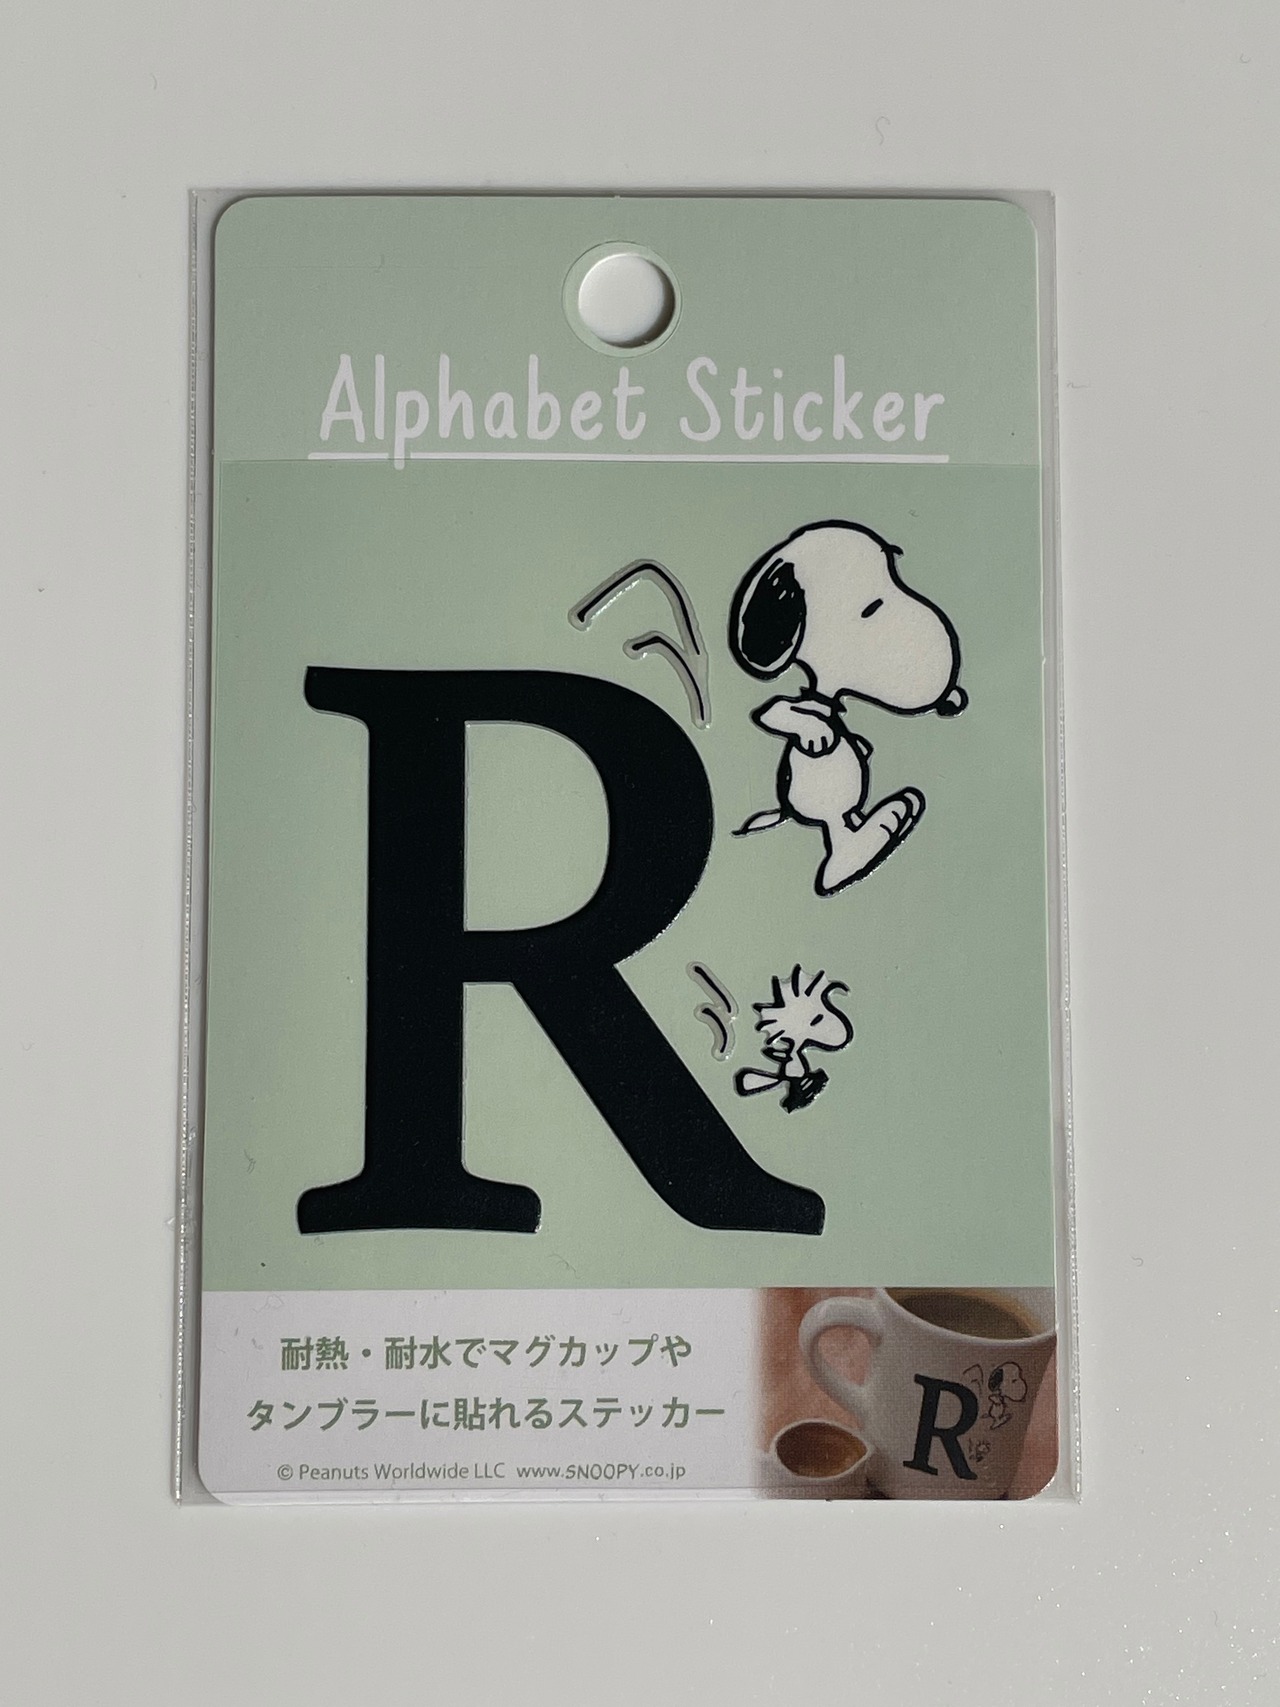 Alphabet Sticker
R
耐熱・耐水でマグカップや
タンブラーに貼れるステッカー
© Peanuts Worldwide LLC www.SNOOPY.co.jp
R